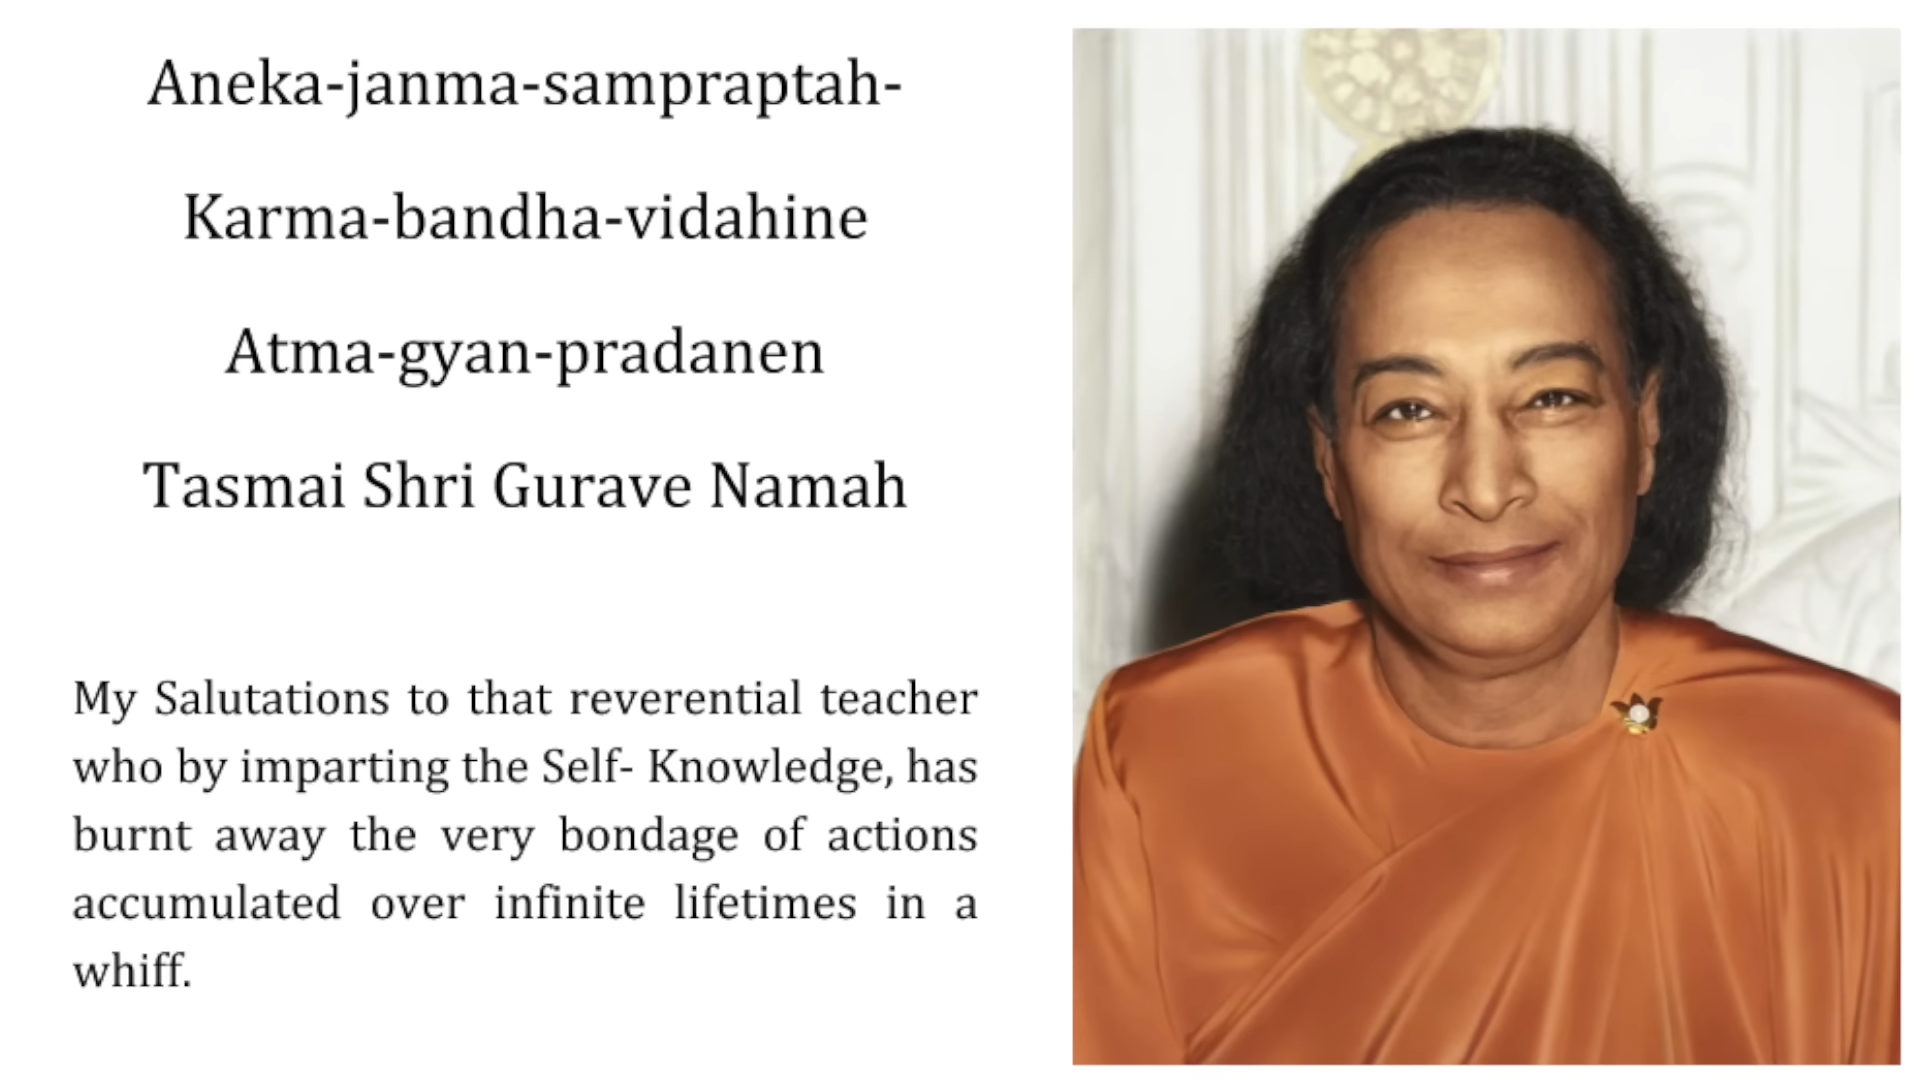 Aneka-janma-sampraptah-
Karma-bandha-vidahine
Atma-gyan-pradanen
Tasmai Shri Gurave Namah
My Salutations to that reverential teacher
who by imparting the Self- Knowledge, has
burnt away the very bondage of actions
accumulated over infinite lifetimes in a
whiff.